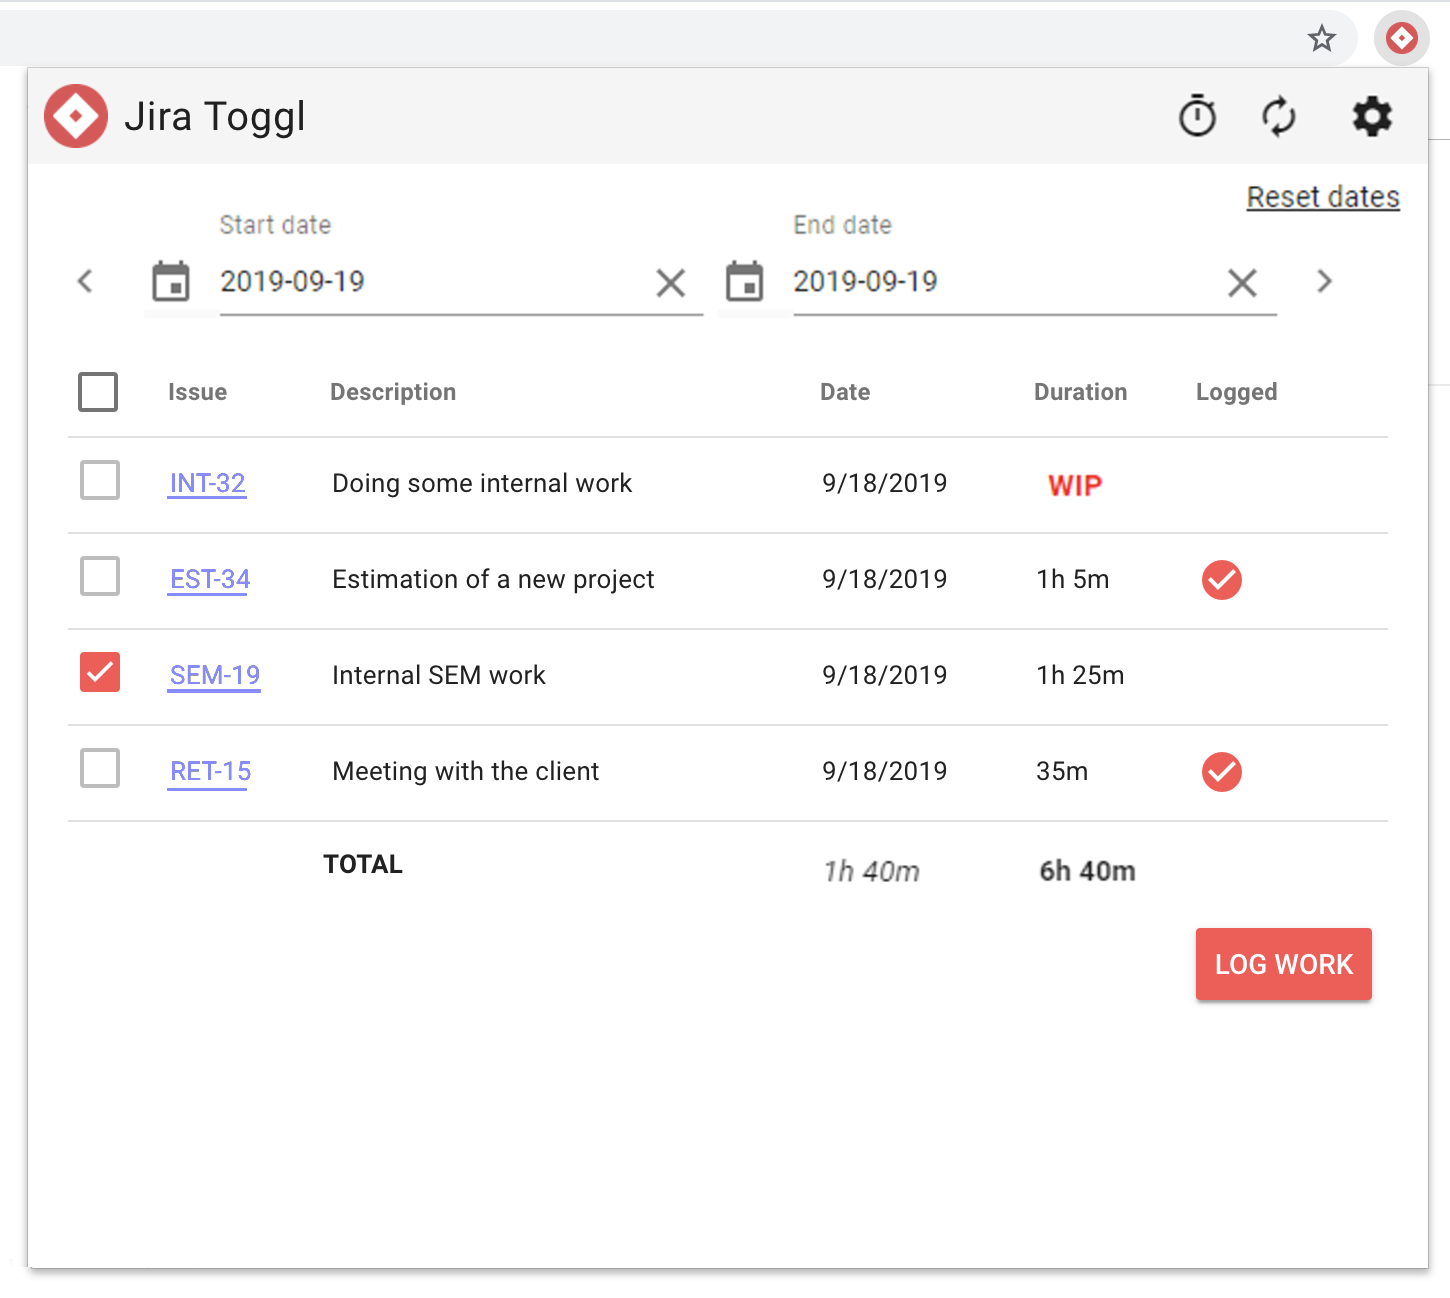 Jira Toggl
Reset dates
Start date End date
2019-09-19 2019-09-19
Issue Description Date Duration Logged
INT-32 Doing some internal work 9/18/2019 WIP
EST-34 Estimation of a new project 9/18/2019 1h 5m
SEM-19 Internal SEM work 9/18/2019 1h 25m
RET-15 Meeting with the client 9/18/2019 35m
TOTAL 1h 40m 6h 40m
LOG WORK